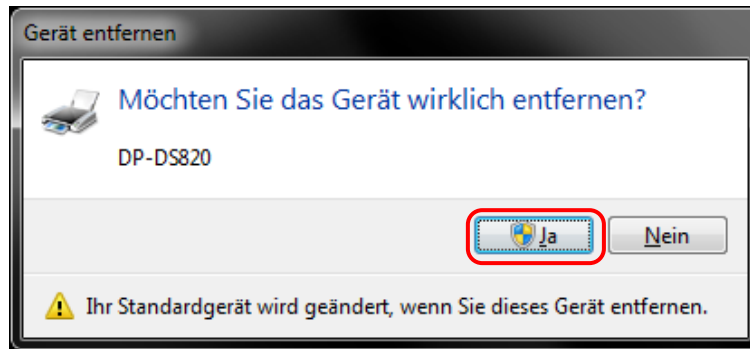 Gerät entfernen
Möchten Sie das Gerät wirklich entfernen?
DP-DS820
Ja Nein
Ihr Standardgerät wird geändert, wenn Sie dieses Gerät entfernen.